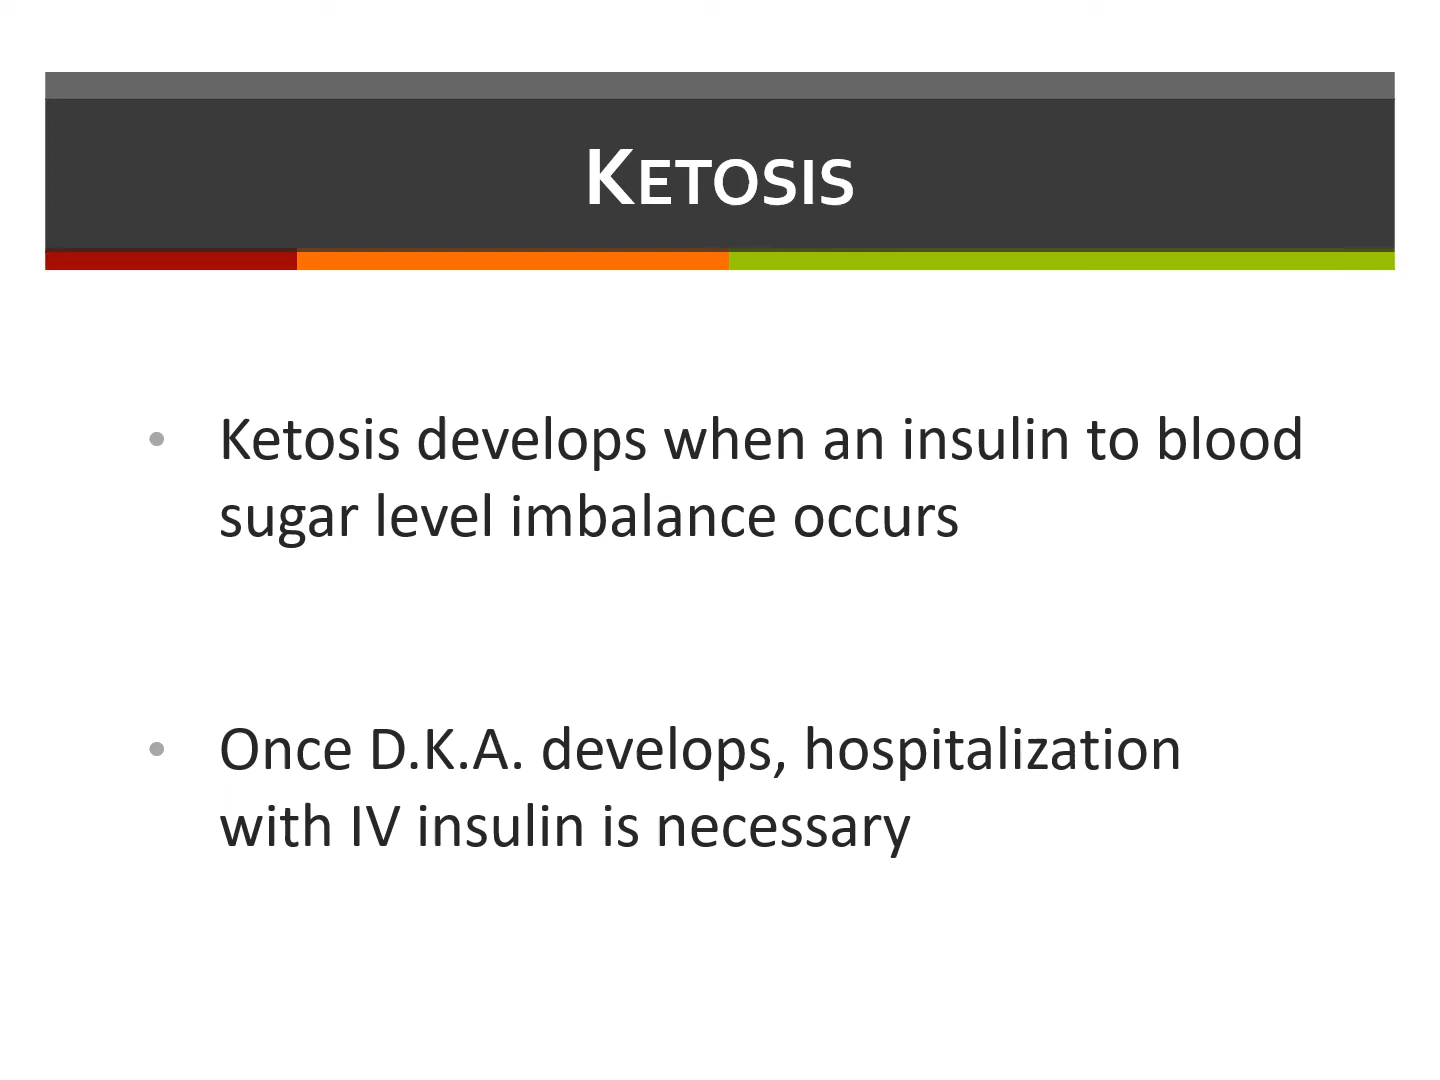 KETOSIS
• Ketosis develops when an insulin to blood
sugar level imbalance occurs
• Once D.K.A. develops, hospitalization
with IV insulin is necessary